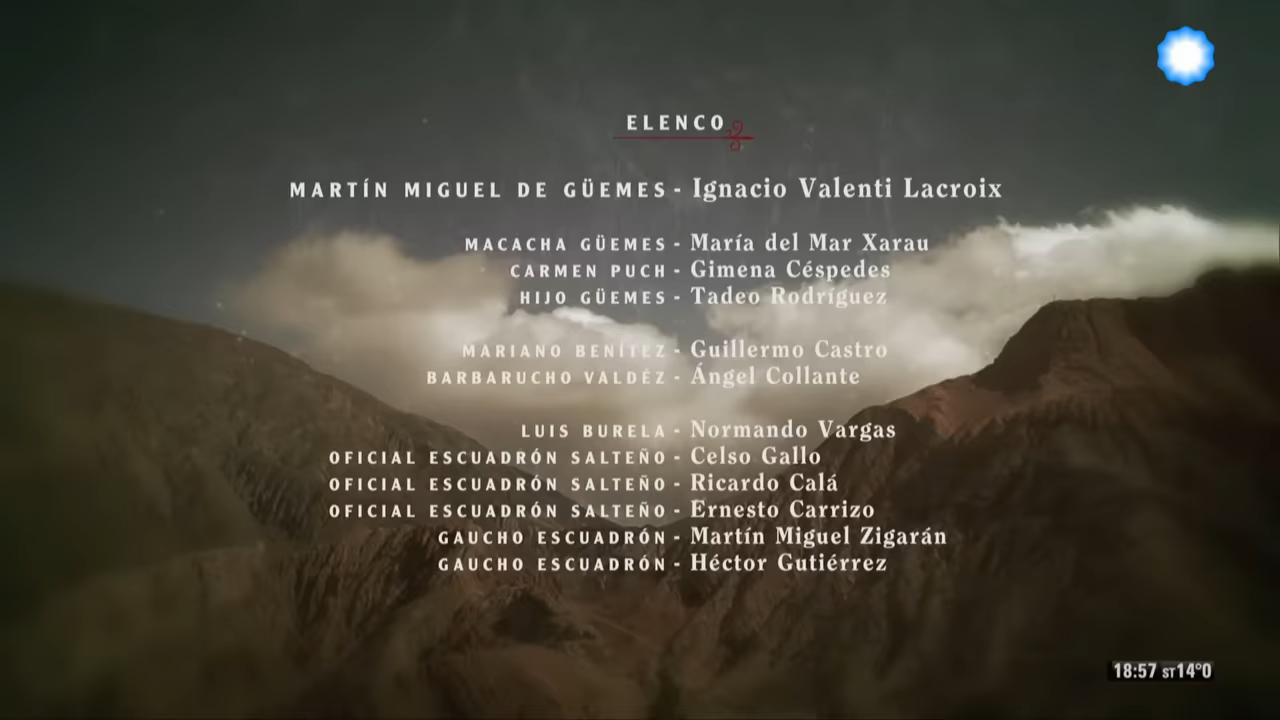 ELENCO
MARTÍN MIGUEL DE GÜEMES - Ignacio Valenti Lacroix
MACACHA GÜEMES - María del Mar Xarau
CARMEN PUCH - Gimena Céspedes
HIJO GÜEMES - Tadeo Rodríguez
MARIANO BENÍTEZ - Guillermo Castro
BARBARUCHO VALDÉZ - Ángel Collante
LUIS BURELA - Normando Vargas
OFICIAL ESCUADRÓN SALTEÑO - Celso Gallo
OFICIAL ESCUADRÓN SALTEÑO - Ricardo Calá
OFICIAL ESCUADRÓN SALTEÑO - Ernesto Carrizo
GAUCHO ESCUADRÓN - Martín Miguel Zigarán
GAUCHO ESCUADRÓN - Héctor Gutiérrez
18:57 ST 14°0